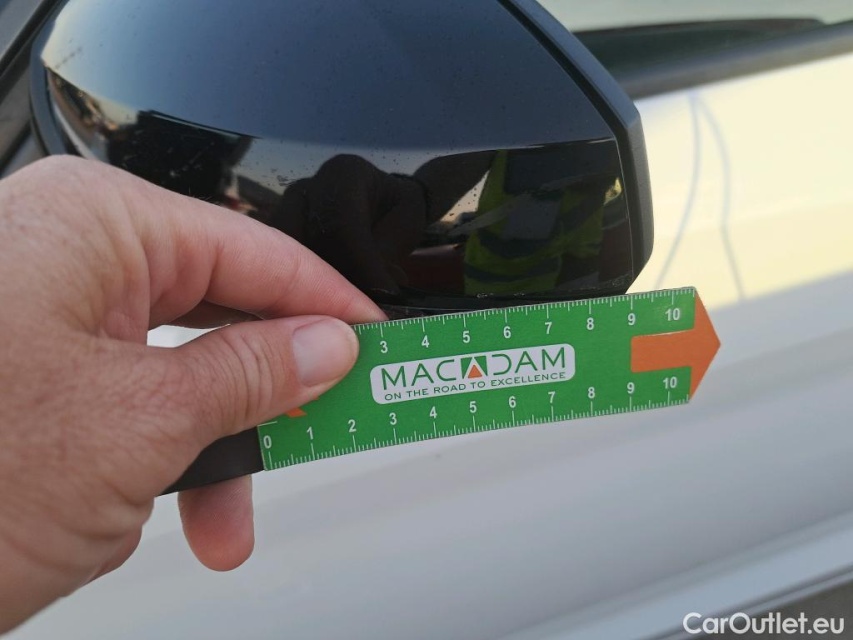 3 4 5 6 7 8 9 10
MACADAM
ON THE ROAD TO EXCELLENCE
0 1 2 3 4 5 6 7 8 9 10
CarOutlet.eu